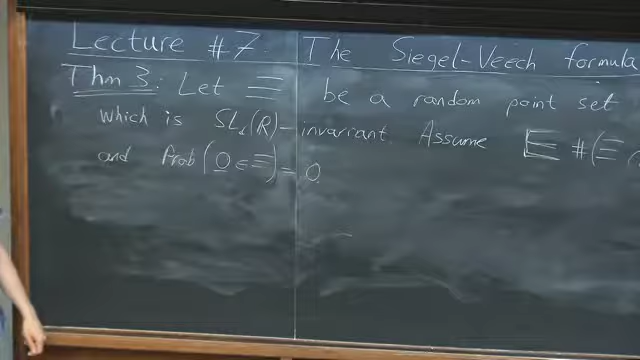 Lecture #7. The Siegel-Veech formula
Thm 3: Let Ξ be a random point set
which is SL_d(R)-invariant. Assume E #(Ξ ∩
and Prob(0 ∈ Ξ) = 0